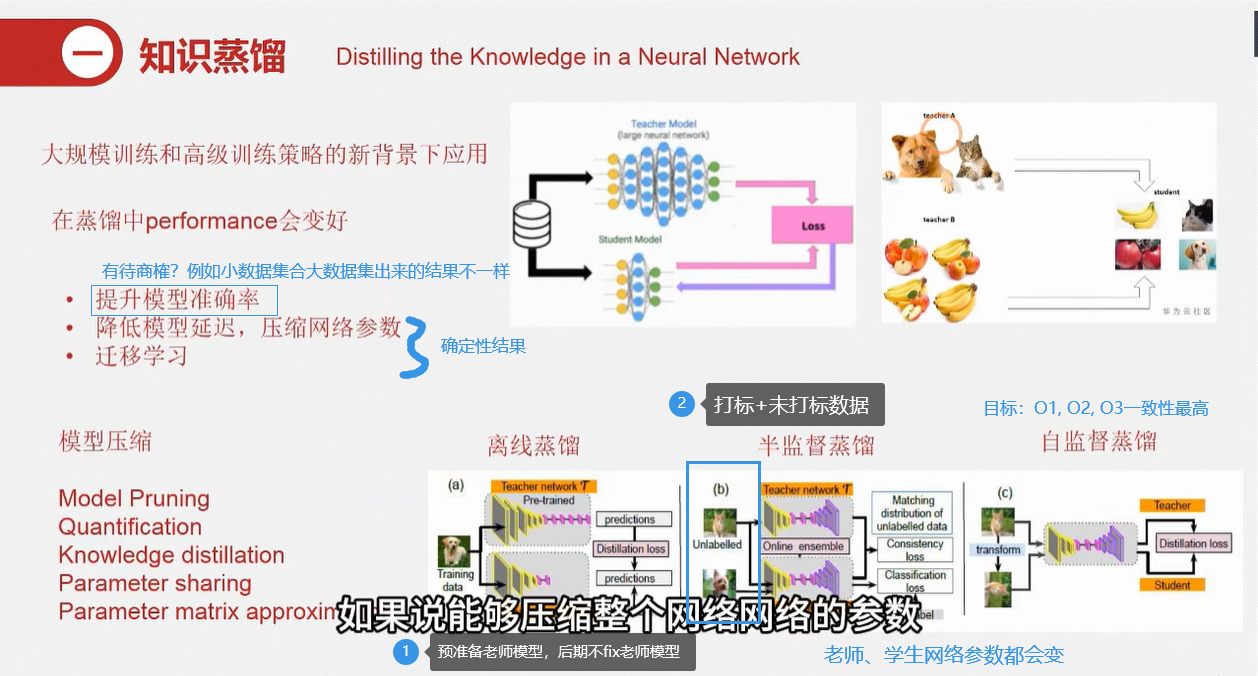 一 知识蒸馏 Distilling the Knowledge in a Neural Network
大规模训练和高级训练策略的新背景下应用
在蒸馏中performance会变好
有待商榷？例如小数据集合大数据集出来的结果不一样
• 提升模型准确率
• 降低模型延迟，压缩网络参数
• 迁移学习
确定性结果
Teacher Model
(large neural network)
Student Model
Loss
teacher A
student
teacher B
华为云社区
模型压缩
Model Pruning
Quantification
Knowledge distillation
Parameter sharing
Parameter matrix approxim
2 打标+未打标数据
目标：O1, O2, O3一致性最高
离线蒸馏
半监督蒸馏
自监督蒸馏
(a)
Teacher network T
Pre-trained
predictions
Distillation loss
predictions
Training
data
(b)
Teacher network T
Unlabelled
Online ensemble
Matching
distribution of
unlabelled data
Consistency
loss
Classification
loss
(c)
transform
Teacher
Distillation loss
Student
如果说能够压缩整个网络网络的参数
1 预准备老师模型，后期不fix老师模型
老师、学生网络参数都会变